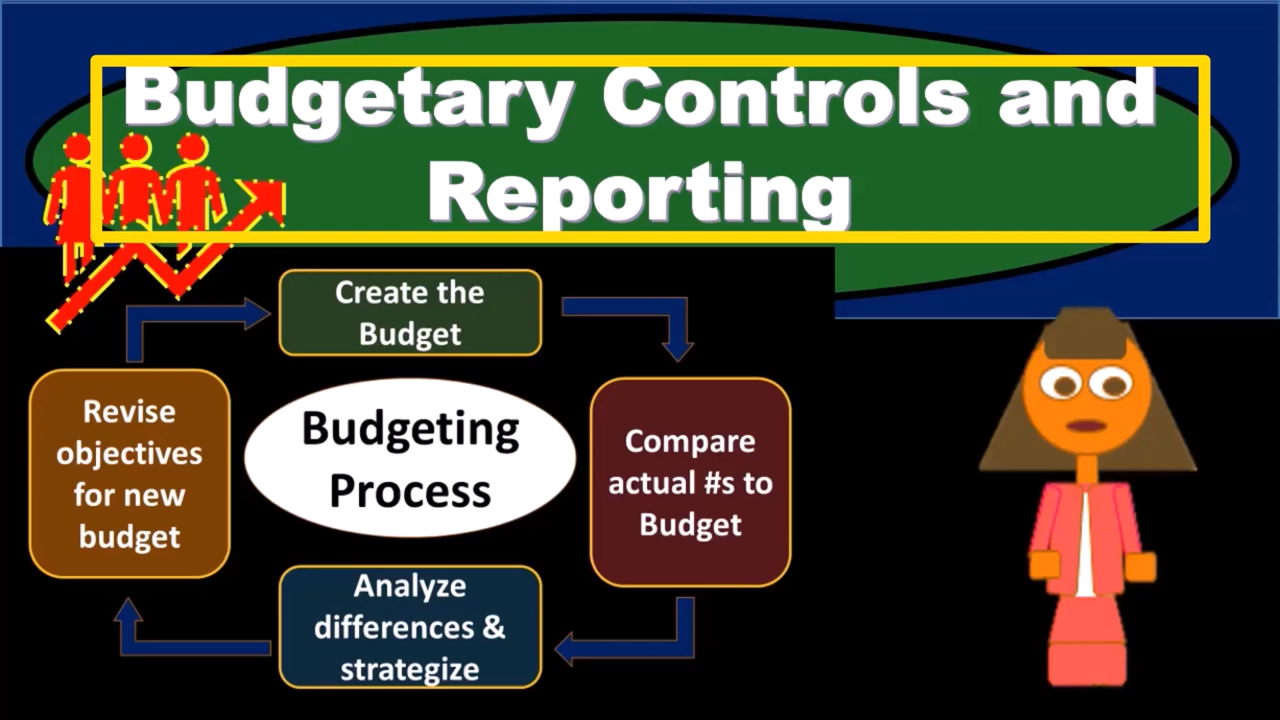 Budgetary Controls and
Reporting
Create the
Budget
Budgeting
Process
Compare
actual #s to
Budget
Analyze
differences &
strategize
Revise
objectives
for new
budget